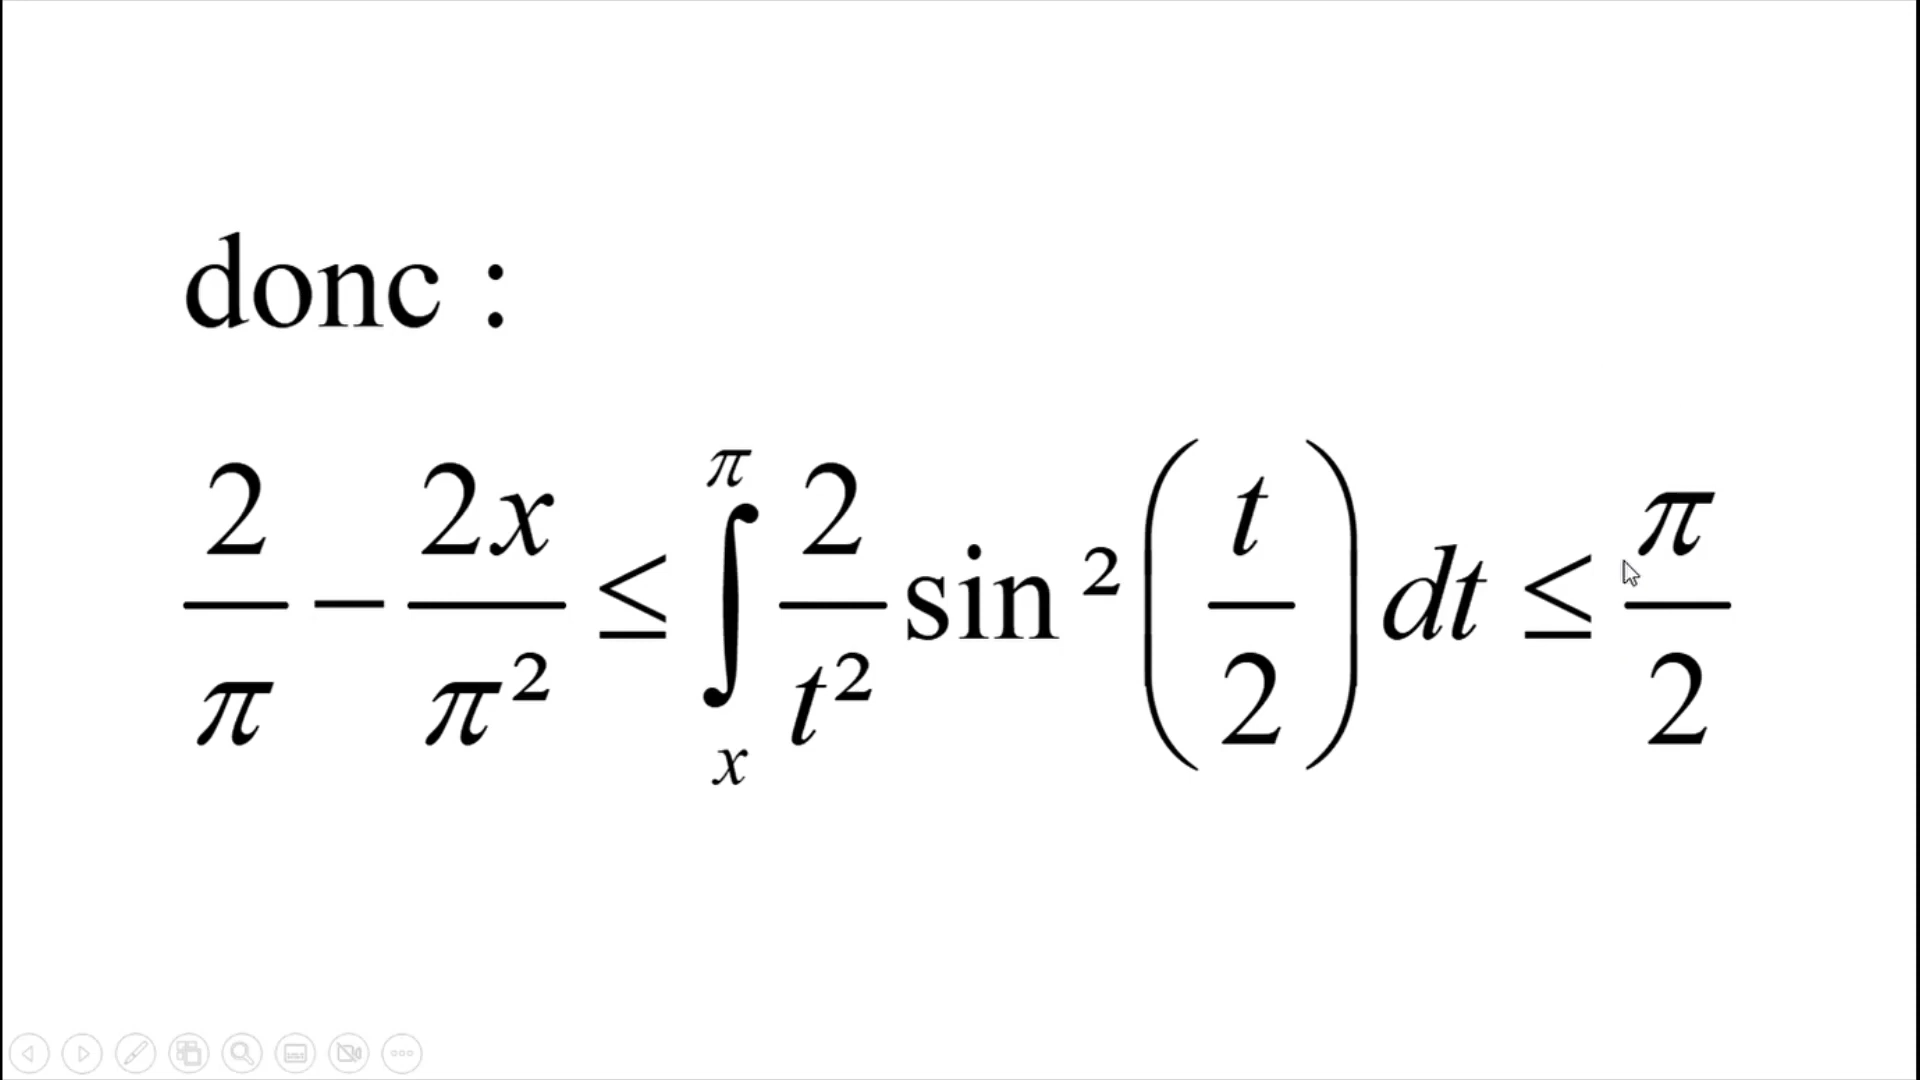 donc :
2/π − 2x/π² ≤ ∫_x^π 2/t² sin²(t/2) dt ≤ π/2